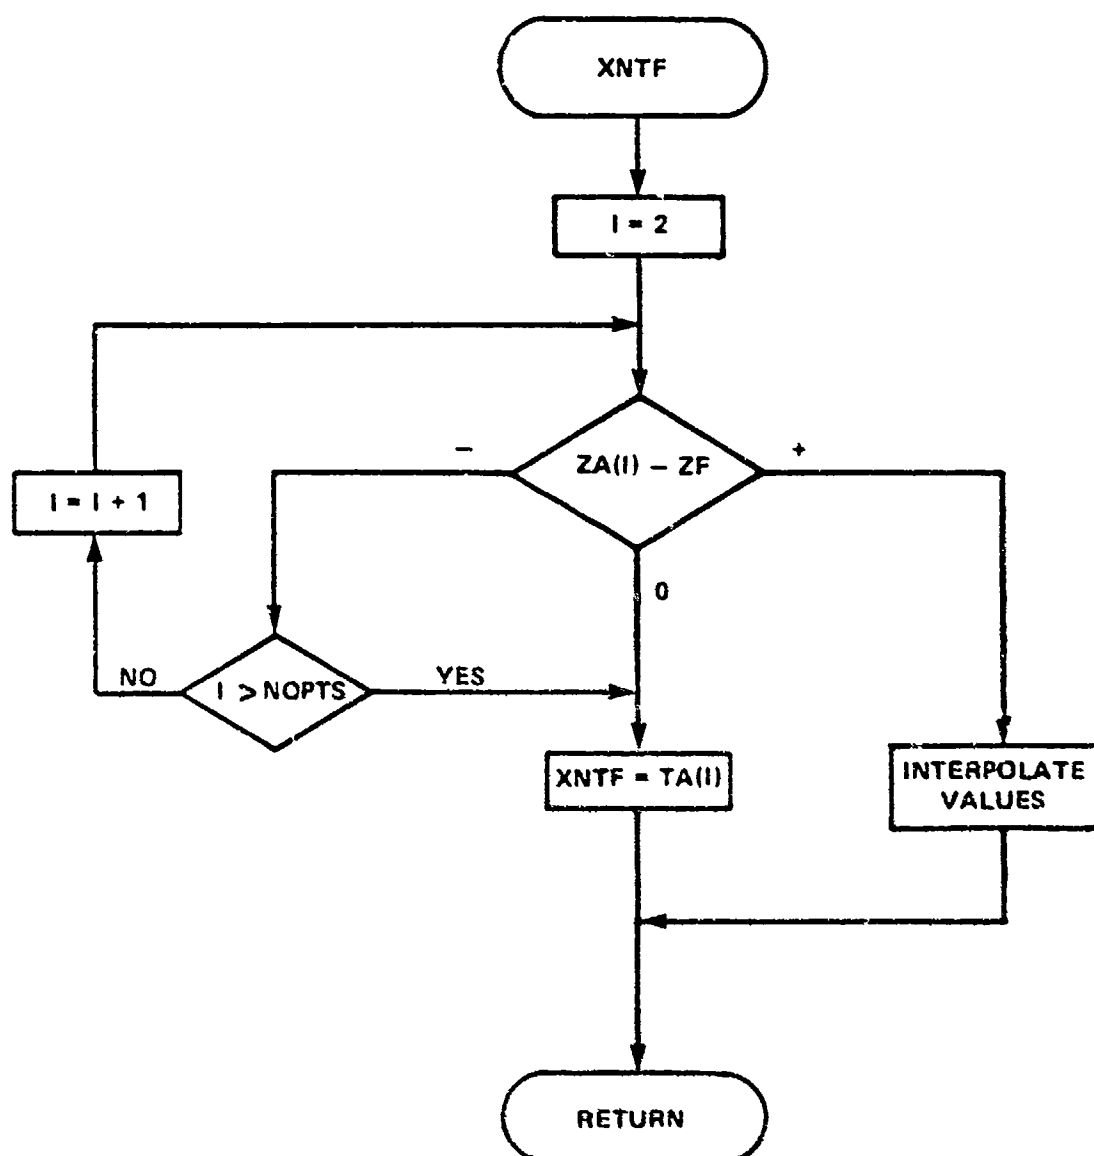 XNTF
I = 2
ZA(I) – ZF
–
+
I = I + 1
0
NO
I > NOPTS
YES
XNTF = TA(I)
INTERPOLATE
VALUES
RETURN